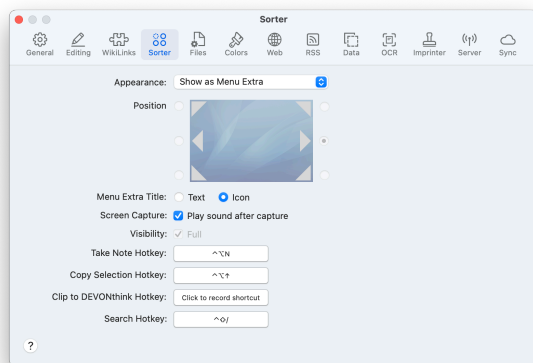 Sorter
General Editing WikiLinks Sorter Files Colors Web RSS Data OCR Imprinter Server Sync
Appearance: Show as Menu Extra
Position
Menu Extra Title: Text Icon
Screen Capture: Play sound after capture
Visibility: Full
Take Note Hotkey: ^⌥N
Copy Selection Hotkey: ^⌥↑
Clip to DEVONthink Hotkey: Click to record shortcut
Search Hotkey: ^⇧/
?